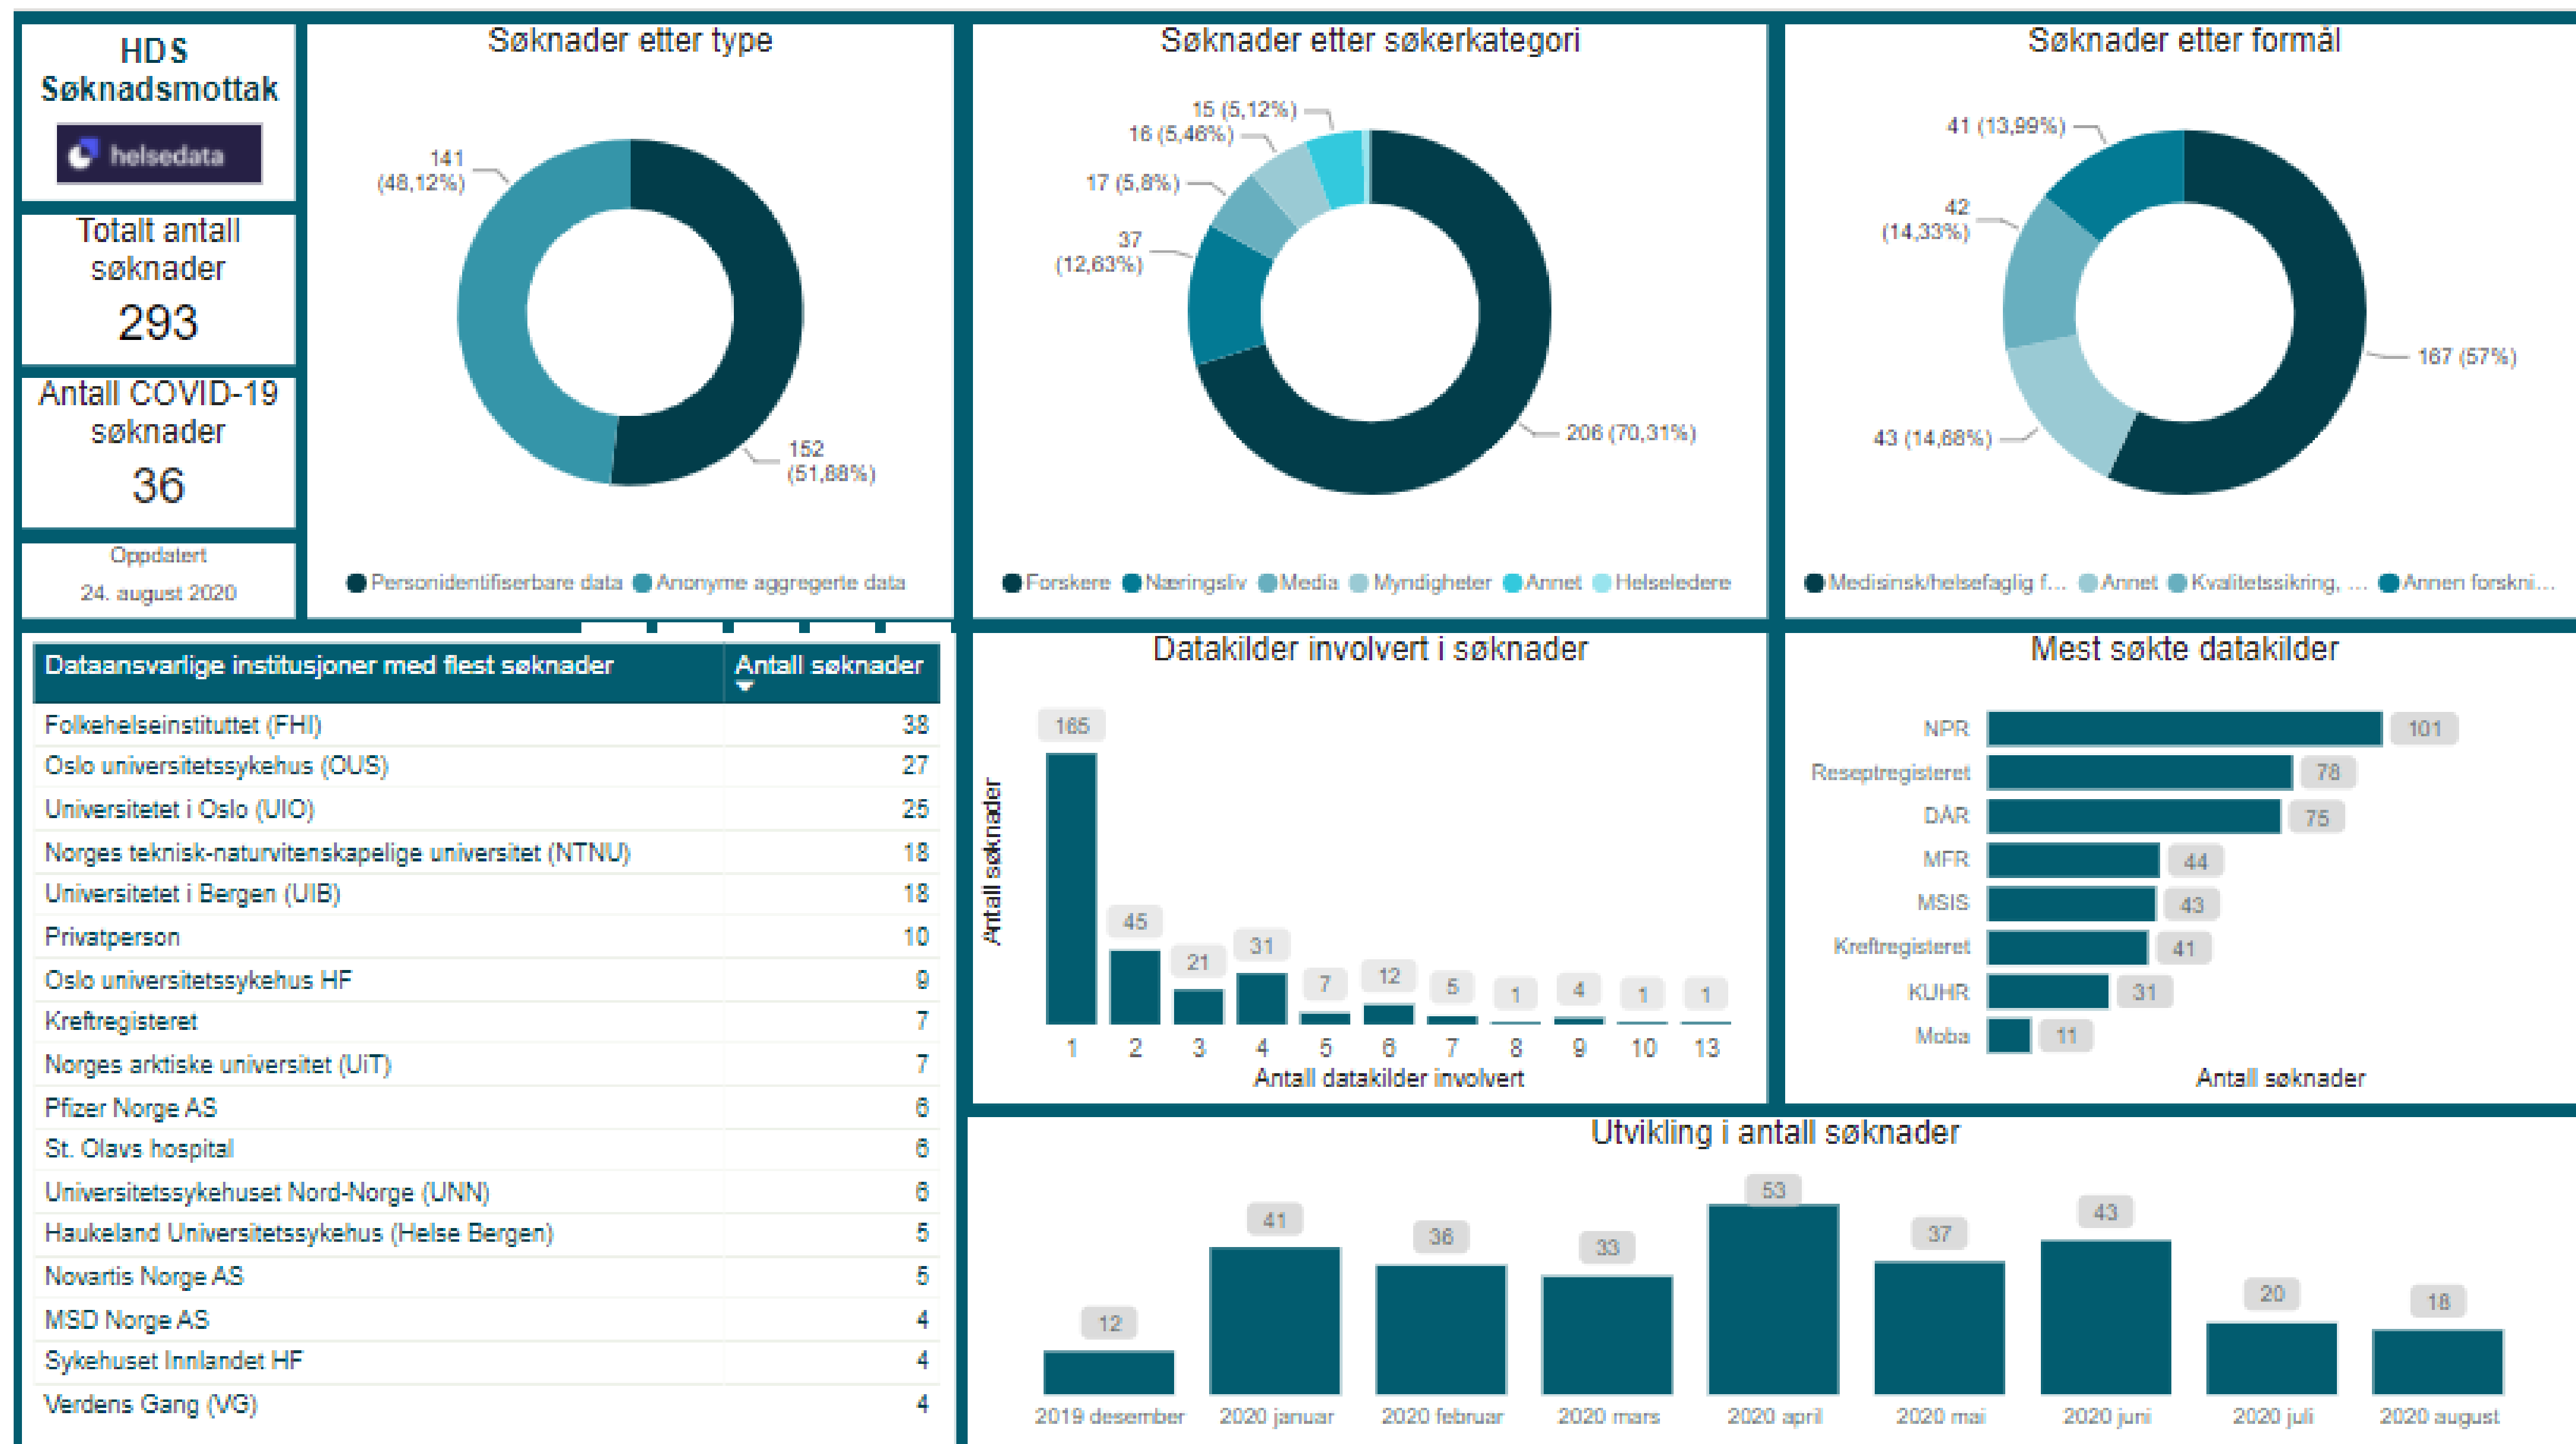 HDS
Søknadsmottak
helsedata
Totalt antall
søknader
293
Antall COVID-19
søknader
36
Oppdatert
24. august 2020
Søknader etter type
141
(48,12%)
152
(51,88%)
Personidentifiserbare data Anonyme aggregerte data
Søknader etter søkerkategori
15 (5,12%)
16 (5,46%)
17 (5,8%)
37
(12,63%)
206 (70,31%)
Forskere Næringsliv Media Myndigheter Annet Helseledere
Søknader etter formål
41 (13,99%)
42
(14,33%)
43 (14,68%)
167 (57%)
Medisinsk/helsefaglig f... Annet Kvalitetssikring, ... Annen forskni...
Dataansvarlige institusjoner med flest søknader Antall søknader
Folkehelseinstituttet (FHI) 38
Oslo universitetssykehus (OUS) 27
Universitetet i Oslo (UIO) 25
Norges teknisk-naturvitenskapelige universitet (NTNU) 18
Universitetet i Bergen (UIB) 18
Privatperson 10
Oslo universitetssykehus HF 9
Kreftregisteret 7
Norges arktiske universitet (UiT) 7
Pfizer Norge AS 6
St. Olavs hospital 6
Universitetssykehuset Nord-Norge (UNN) 6
Haukeland Universitetssykehus (Helse Bergen) 5
Novartis Norge AS 5
MSD Norge AS 4
Sykehuset Innlandet HF 4
Verdens Gang (VG) 4
Datakilder involvert i søknader
Antall søknader
165 45 21 31 7 12 5 1 4 1 1
1 2 3 4 5 6 7 8 9 10 13
Antall datakilder involvert
Mest søkte datakilder
NPR 101
Reseptregisteret 78
DÅR 75
MFR 44
MSIS 43
Kreftregisteret 41
KUHR 31
Moba 11
Antall søknader
Utvikling i antall søknader
12 41 36 33 53 37 43 20 18
2019 desember 2020 januar 2020 februar 2020 mars 2020 april 2020 mai 2020 juni 2020 juli 2020 august